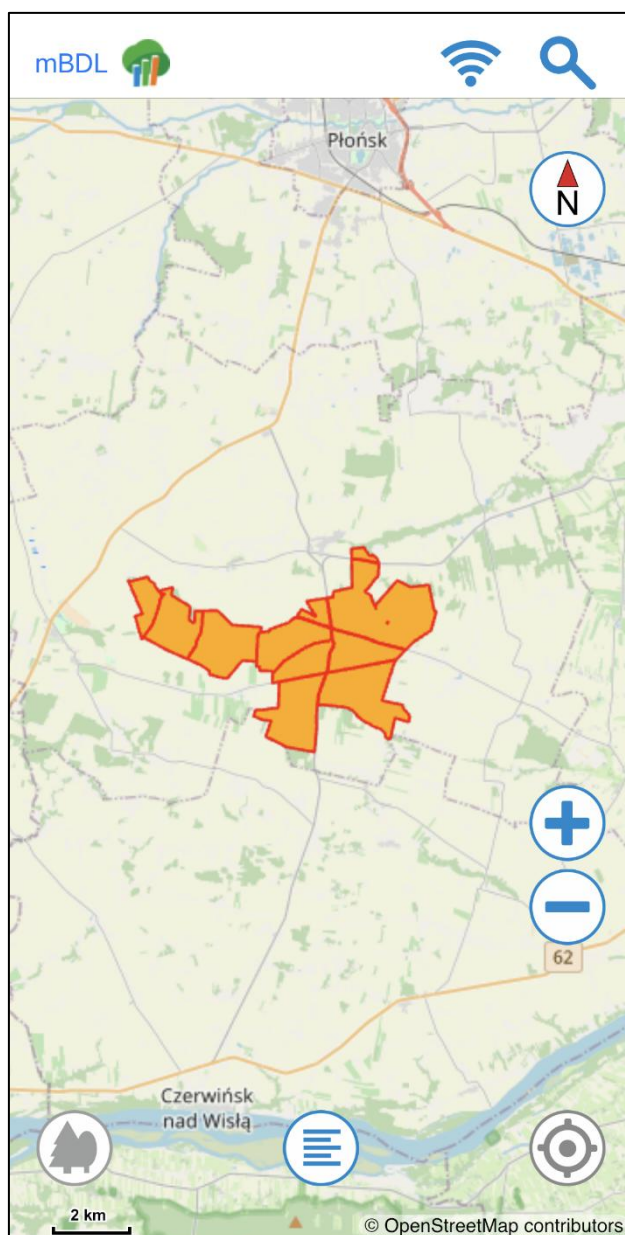 mBDL
Płońsk
N
62
Czerwińsk
nad Wisłą
2 km
© OpenStreetMap contributors